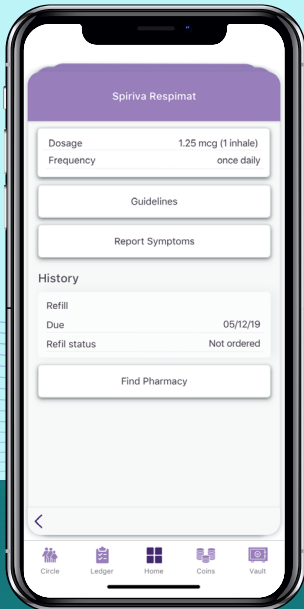 Spiriva Respimat
Dosage 1.25 mcg (1 inhale)
Frequency once daily
Guidelines
Report Symptoms
History
Refill
Due 05/12/19
Refil status Not ordered
Find Pharmacy
Circle Ledger Home Coins Vault